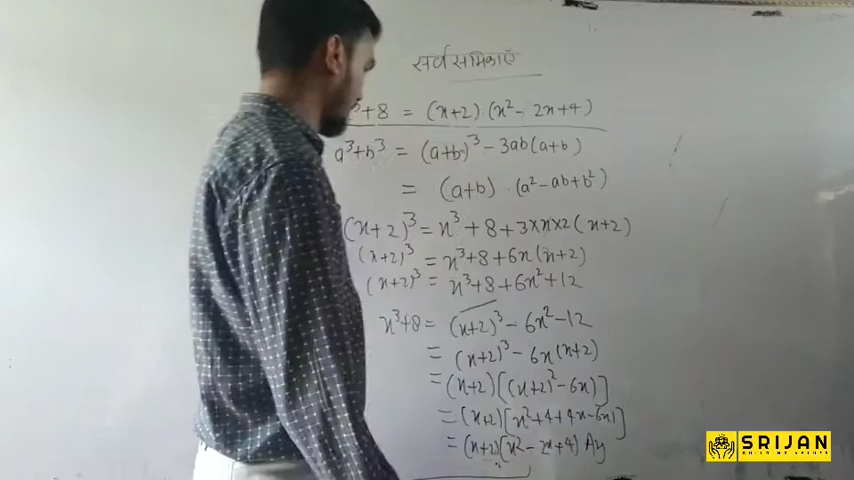 सर्वसमिकाएँ
³+8 = (x+2) (x² - 2x+4)
a³+b³ = (a+b)³ - 3ab(a+b)
= (a+b) . (a² - ab+b²)
(x+2)³ = x³ + 8 + 3×x×2 (x+2)
(x+2)³ = x³+8+6x(x+2)
(x+2)³ = x³+8+6x²+12
x³+8 = (x+2)³ - 6x² - 12
= (x+2)³ - 6x(x+2)
= (x+2) [(x+2)² - 6x)]
= (x+2) [x²+4+4x-6x)]
= (x+2) [x² - 2x+4)
SRIJAN